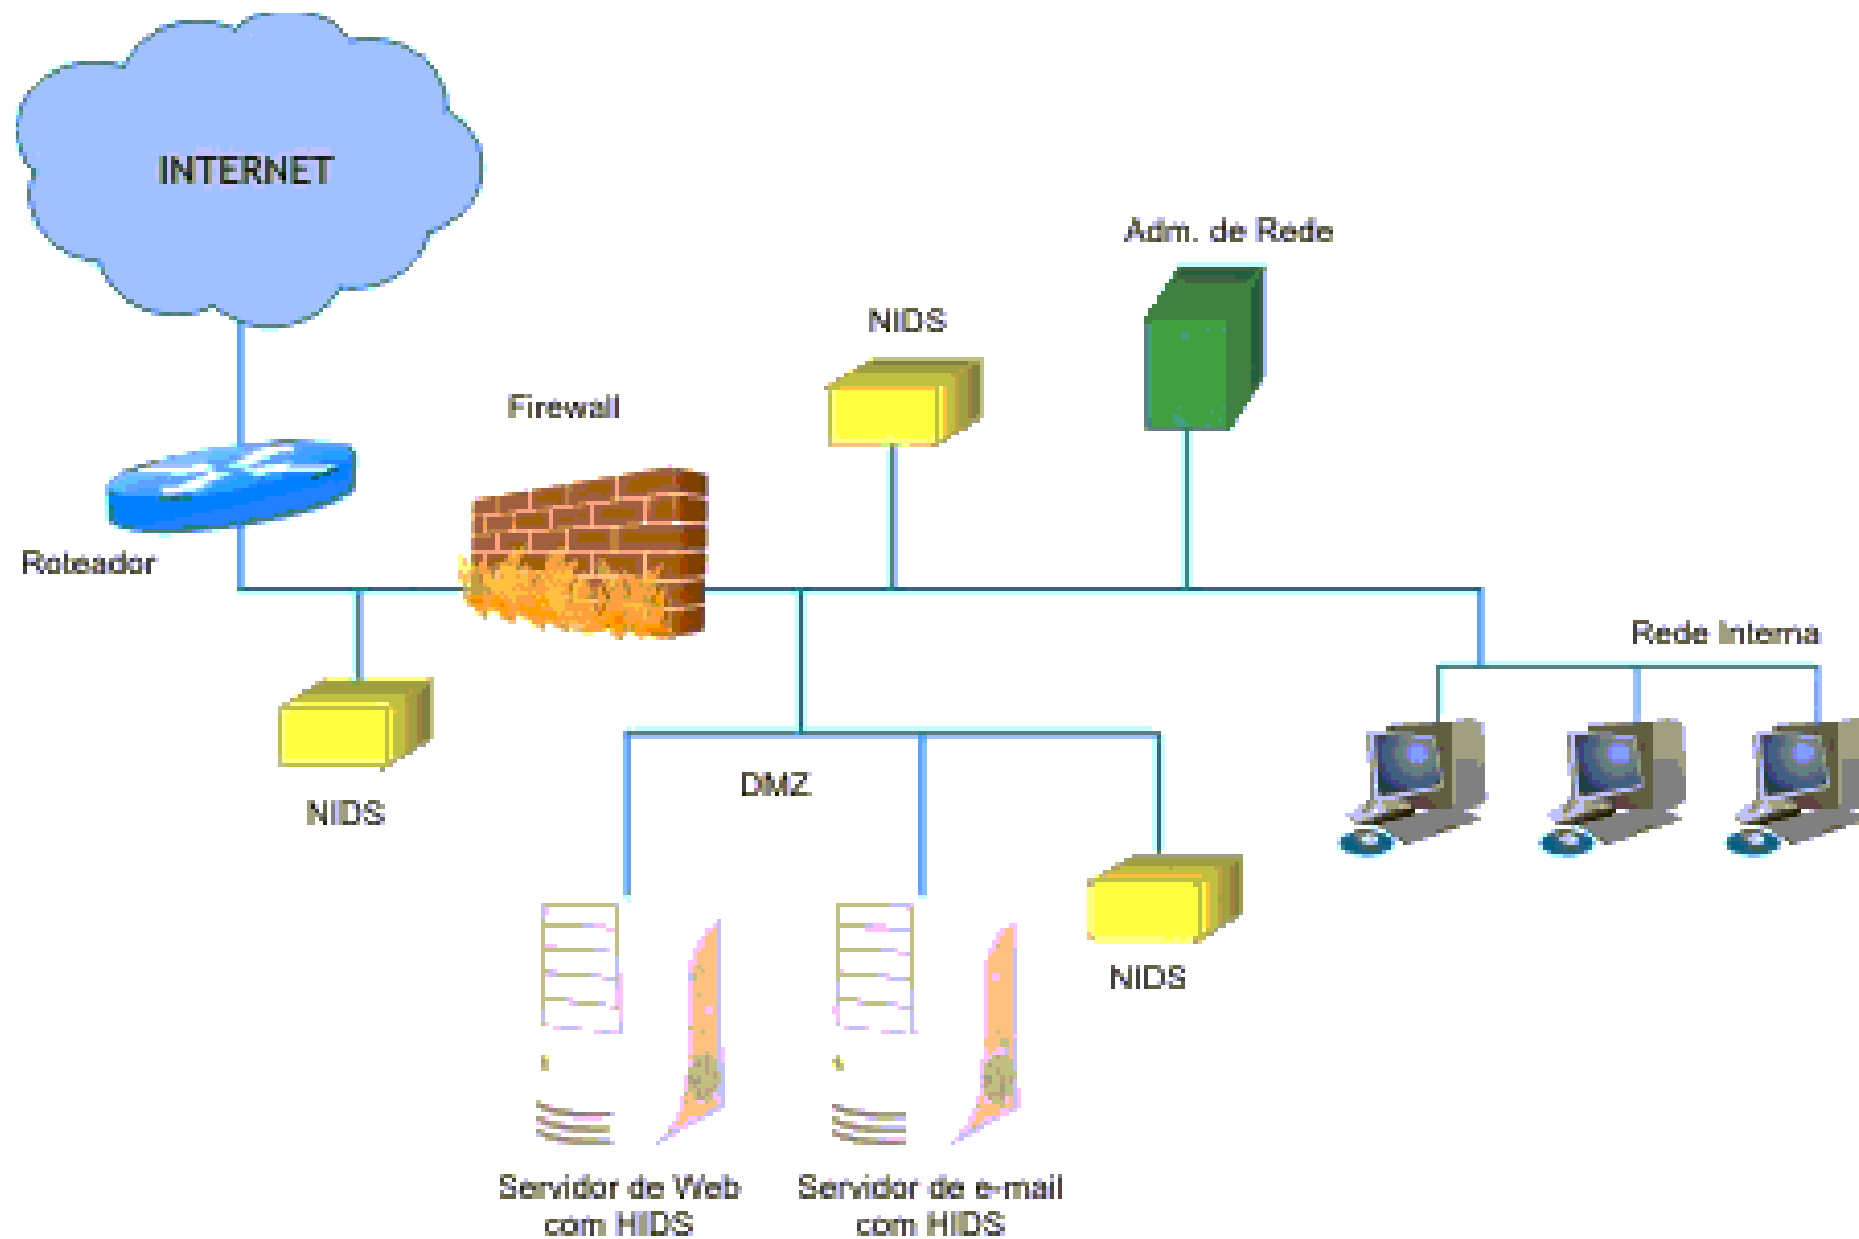 INTERNET
Adm. de Rede
NIDS
Firewall
Roteador
Rede Interna
DMZ
NIDS
NIDS
Servidor de Web
com HIDS
Servidor de e-mail
com HIDS